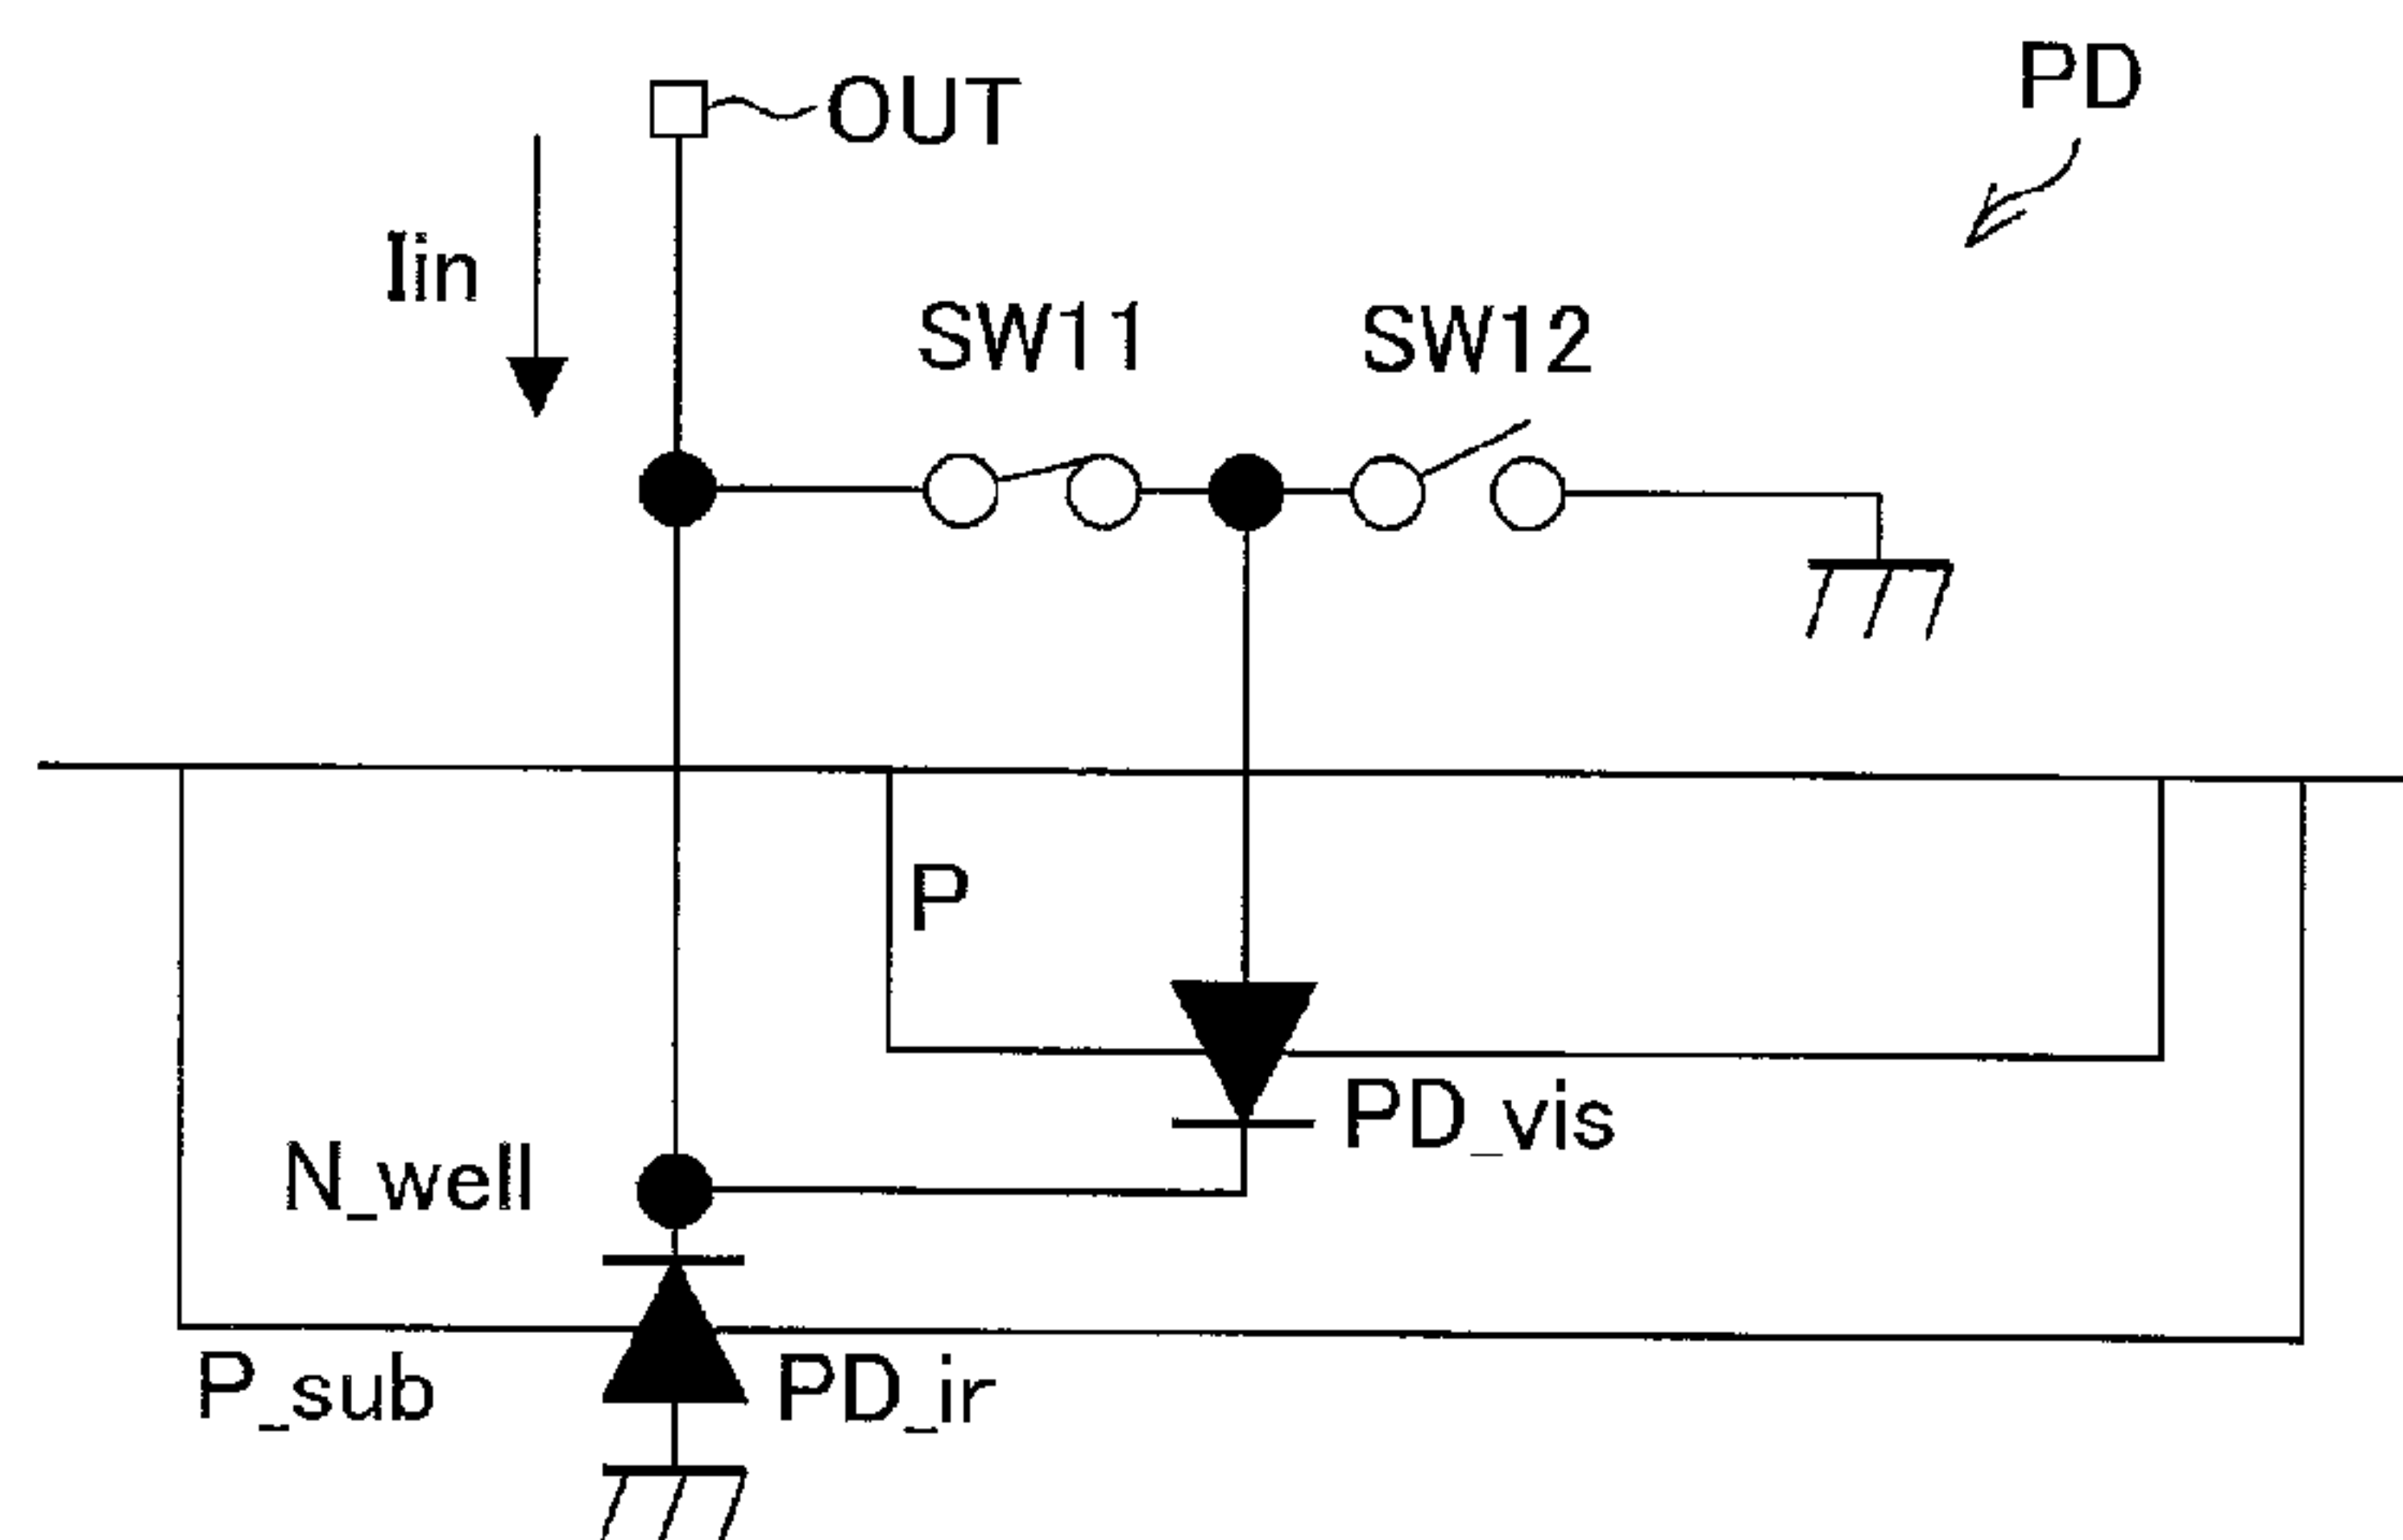 PD
OUT
Iin
SW11
SW12
P
PD_vis
N_well
P_sub
PD_ir